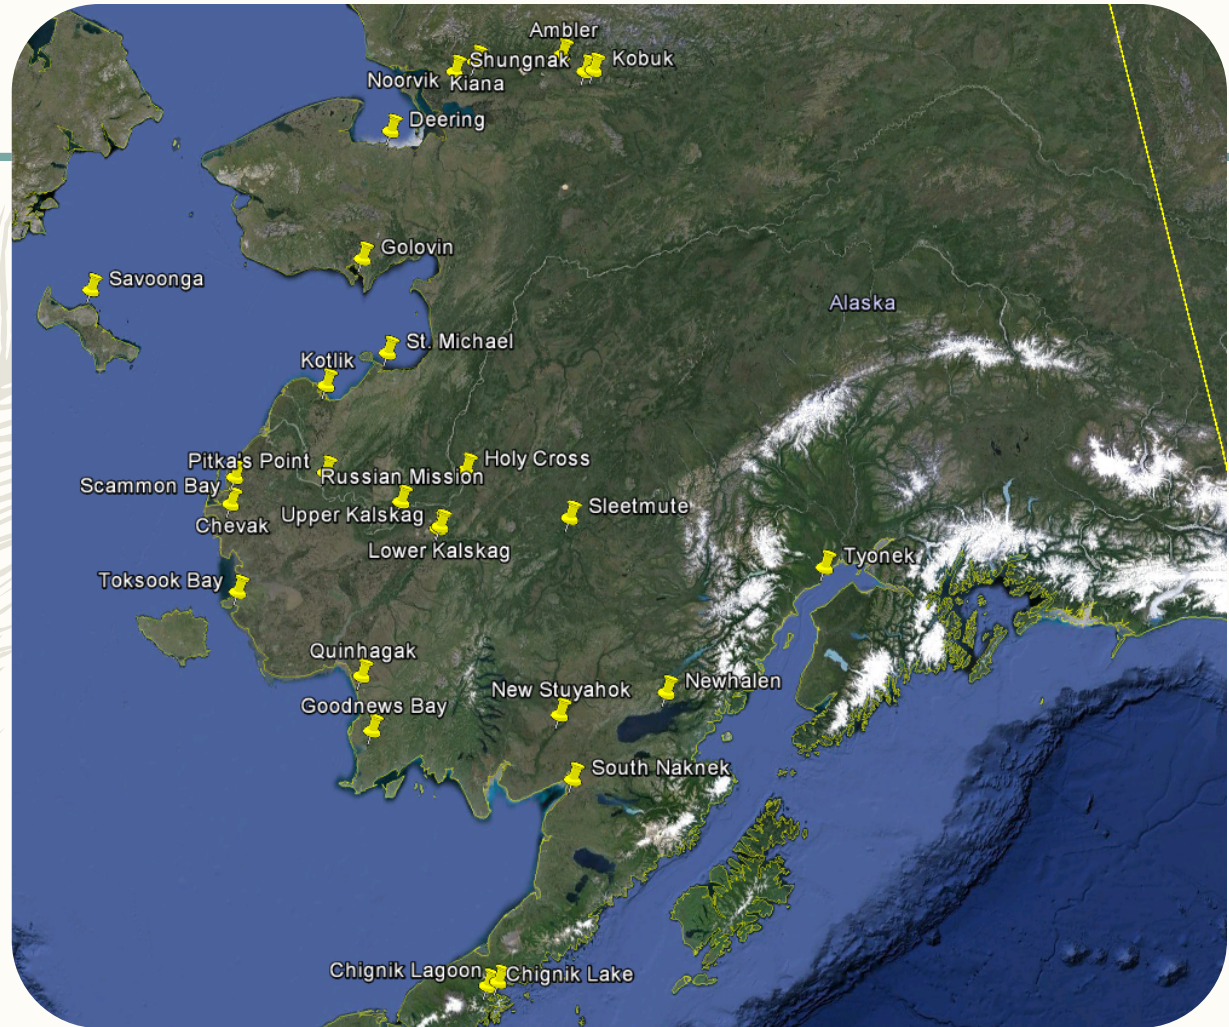 Ambler
Shungnak
Kobuk
Noorvik
Kiana
Deering
Golovin
Savoonga
Alaska
St. Michael
Kotlik
Pitka's Point
Holy Cross
Russian Mission
Scammon Bay
Sleetmute
Upper Kalskag
Chevak
Lower Kalskag
Tyonek
Toksook Bay
Quinhagak
Newhalen
New Stuyahok
Goodnews Bay
South Naknek
Chignik Lagoon
Chignik Lake